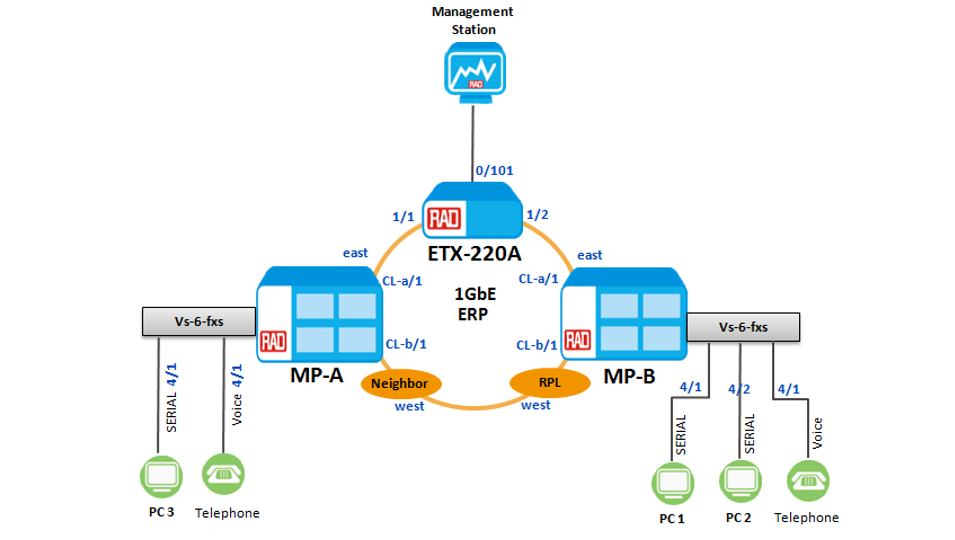 Management
Station
RAD
0/101
1/1
RAD
1/2
ETX-220A
east
east
CL-a/1
CL-a/1
1GbE
ERP
Vs-6-fxs
RAD
CL-b/1
CL-b/1
RAD
Vs-6-fxs
MP-A
Neighbor
RPL
MP-B
west
west
SERIAL 4/1
Voice 4/1
4/1
4/2
4/1
SERIAL
SERIAL
Voice
PC 3
Telephone
PC 1
PC 2
Telephone